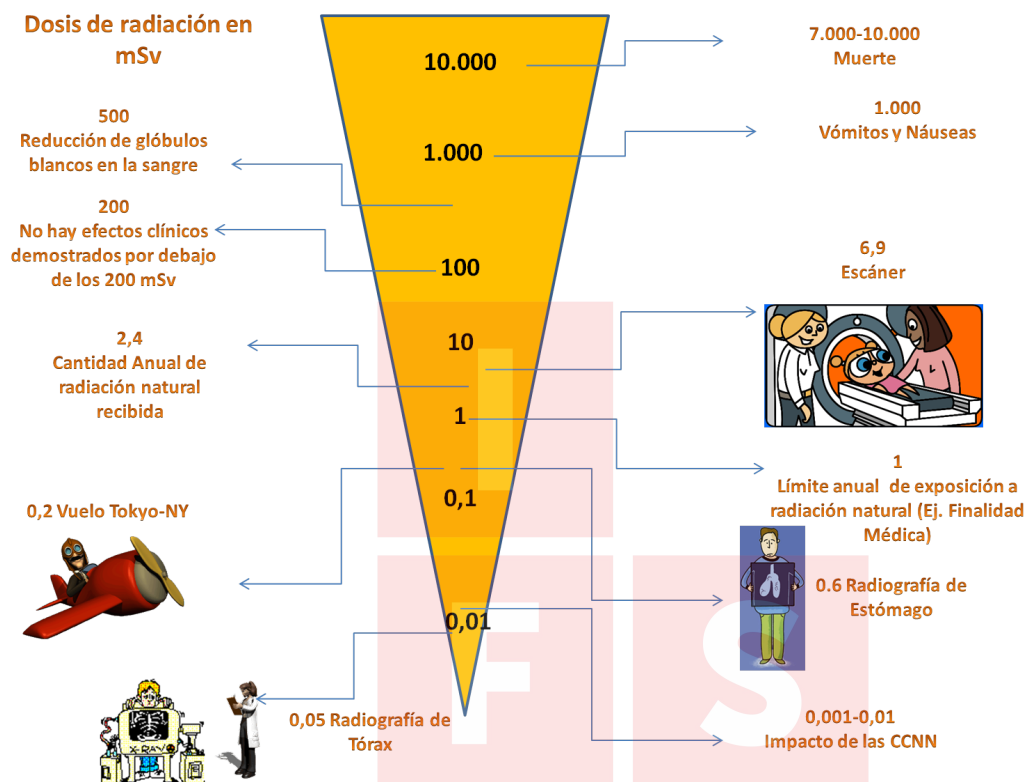 Dosis de radiación en
mSv
10.000
1.000
100
10
1
0,1
0,01
7.000-10.000
Muerte
500
Reducción de glóbulos
blancos en la sangre
1.000
Vómitos y Náuseas
200
No hay efectos clínicos
demostrados por debajo
de los 200 mSv
6,9
Escáner
2,4
Cantidad Anual de
radiación natural
recibida
1
Límite anual de exposición a
radiación natural (Ej. Finalidad
Médica)
0,2 Vuelo Tokyo-NY
0.6 Radiografía de
Estómago
0,05 Radiografía de
Tórax
X-RAY
0,001-0,01
Impacto de las CCNN
I
F S